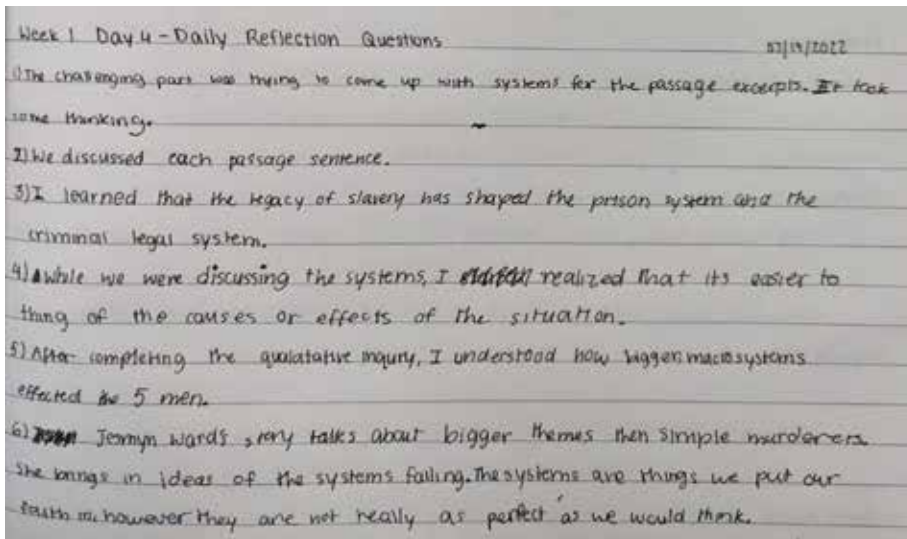 Week 1 Day 4 - Daily Reflection Questions
07/14/2022
1) The challenging part was trying to come up with systems for the passage excerpts. It took
some thinking.
2) We discussed each passage sentence.
3) I learned that the legacy of slavery has shaped the prison system and the
criminal legal system.
4) while we were discussing the systems, I realized that its easier to
thing of the causes or effects of the situation.
5) After completing the qualatative inquiry, I understood how bigger macrosystems
effected the 5 men.
6) Jesmyn Wards story talks about bigger themes then simple murderers.
She brings in ideas of the systems failing. The systems are things we put our
faith in, however they are not really as perfect as we would think.